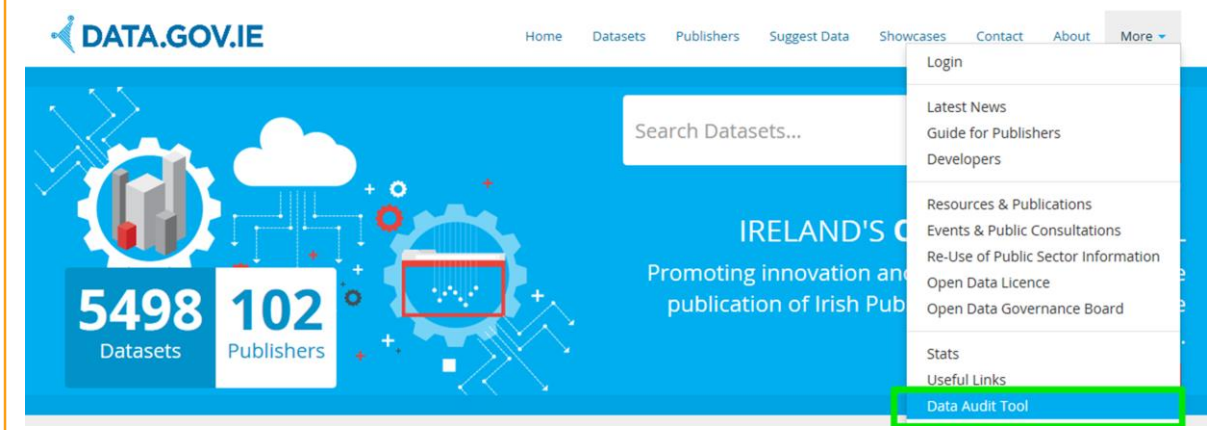 DATA.GOV.IE
Home Datasets Publishers Suggest Data Showcases Contact About More
Login
Latest News
Guide for Publishers
Developers
Resources & Publications
Events & Public Consultations
Re-Use of Public Sector Information
Open Data Licence
Open Data Governance Board
Stats
Useful Links
Data Audit Tool
Search Datasets...
IRELAND'S
Promoting innovation
publication of Irish
5498 102
Datasets Publishers